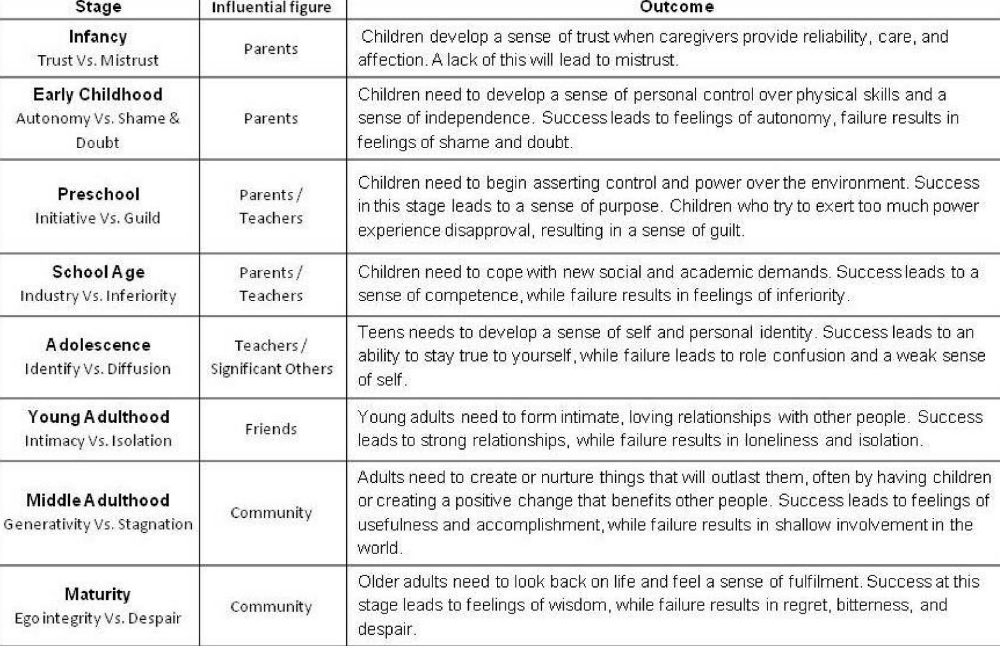 Stage Influential figure Outcome
Infancy
Trust Vs. Mistrust
Parents
Children develop a sense of trust when caregivers provide reliability, care, and
affection. A lack of this will lead to mistrust.
Early Childhood
Autonomy Vs. Shame &
Doubt
Parents
Children need to develop a sense of personal control over physical skills and a
sense of independence. Success leads to feelings of autonomy, failure results in
feelings of shame and doubt.
Preschool
Initiative Vs. Guild
Parents /
Teachers
Children need to begin asserting control and power over the environment. Success
in this stage leads to a sense of purpose. Children who try to exert too much power
experience disapproval, resulting in a sense of guilt.
School Age
Industry Vs. Inferiority
Parents /
Teachers
Children need to cope with new social and academic demands. Success leads to a
sense of competence, while failure results in feelings of inferiority.
Adolescence
Identify Vs. Diffusion
Teachers /
Significant Others
Teens needs to develop a sense of self and personal identity. Success leads to an
ability to stay true to yourself, while failure leads to role confusion and a weak sense
of self.
Young Adulthood
Intimacy Vs. Isolation
Friends
Young adults need to form intimate, loving relationships with other people. Success
leads to strong relationships, while failure results in loneliness and isolation.
Middle Adulthood
Generativity Vs. Stagnation
Community
Adults need to create or nurture things that will outlast them, often by having children
or creating a positive change that benefits other people. Success leads to feelings of
usefulness and accomplishment, while failure results in shallow involvement in the
world.
Maturity
Ego integrity Vs. Despair
Community
Older adults need to look back on life and feel a sense of fulfilment. Success at this
stage leads to feelings of wisdom, while failure results in regret, bitterness, and
despair.